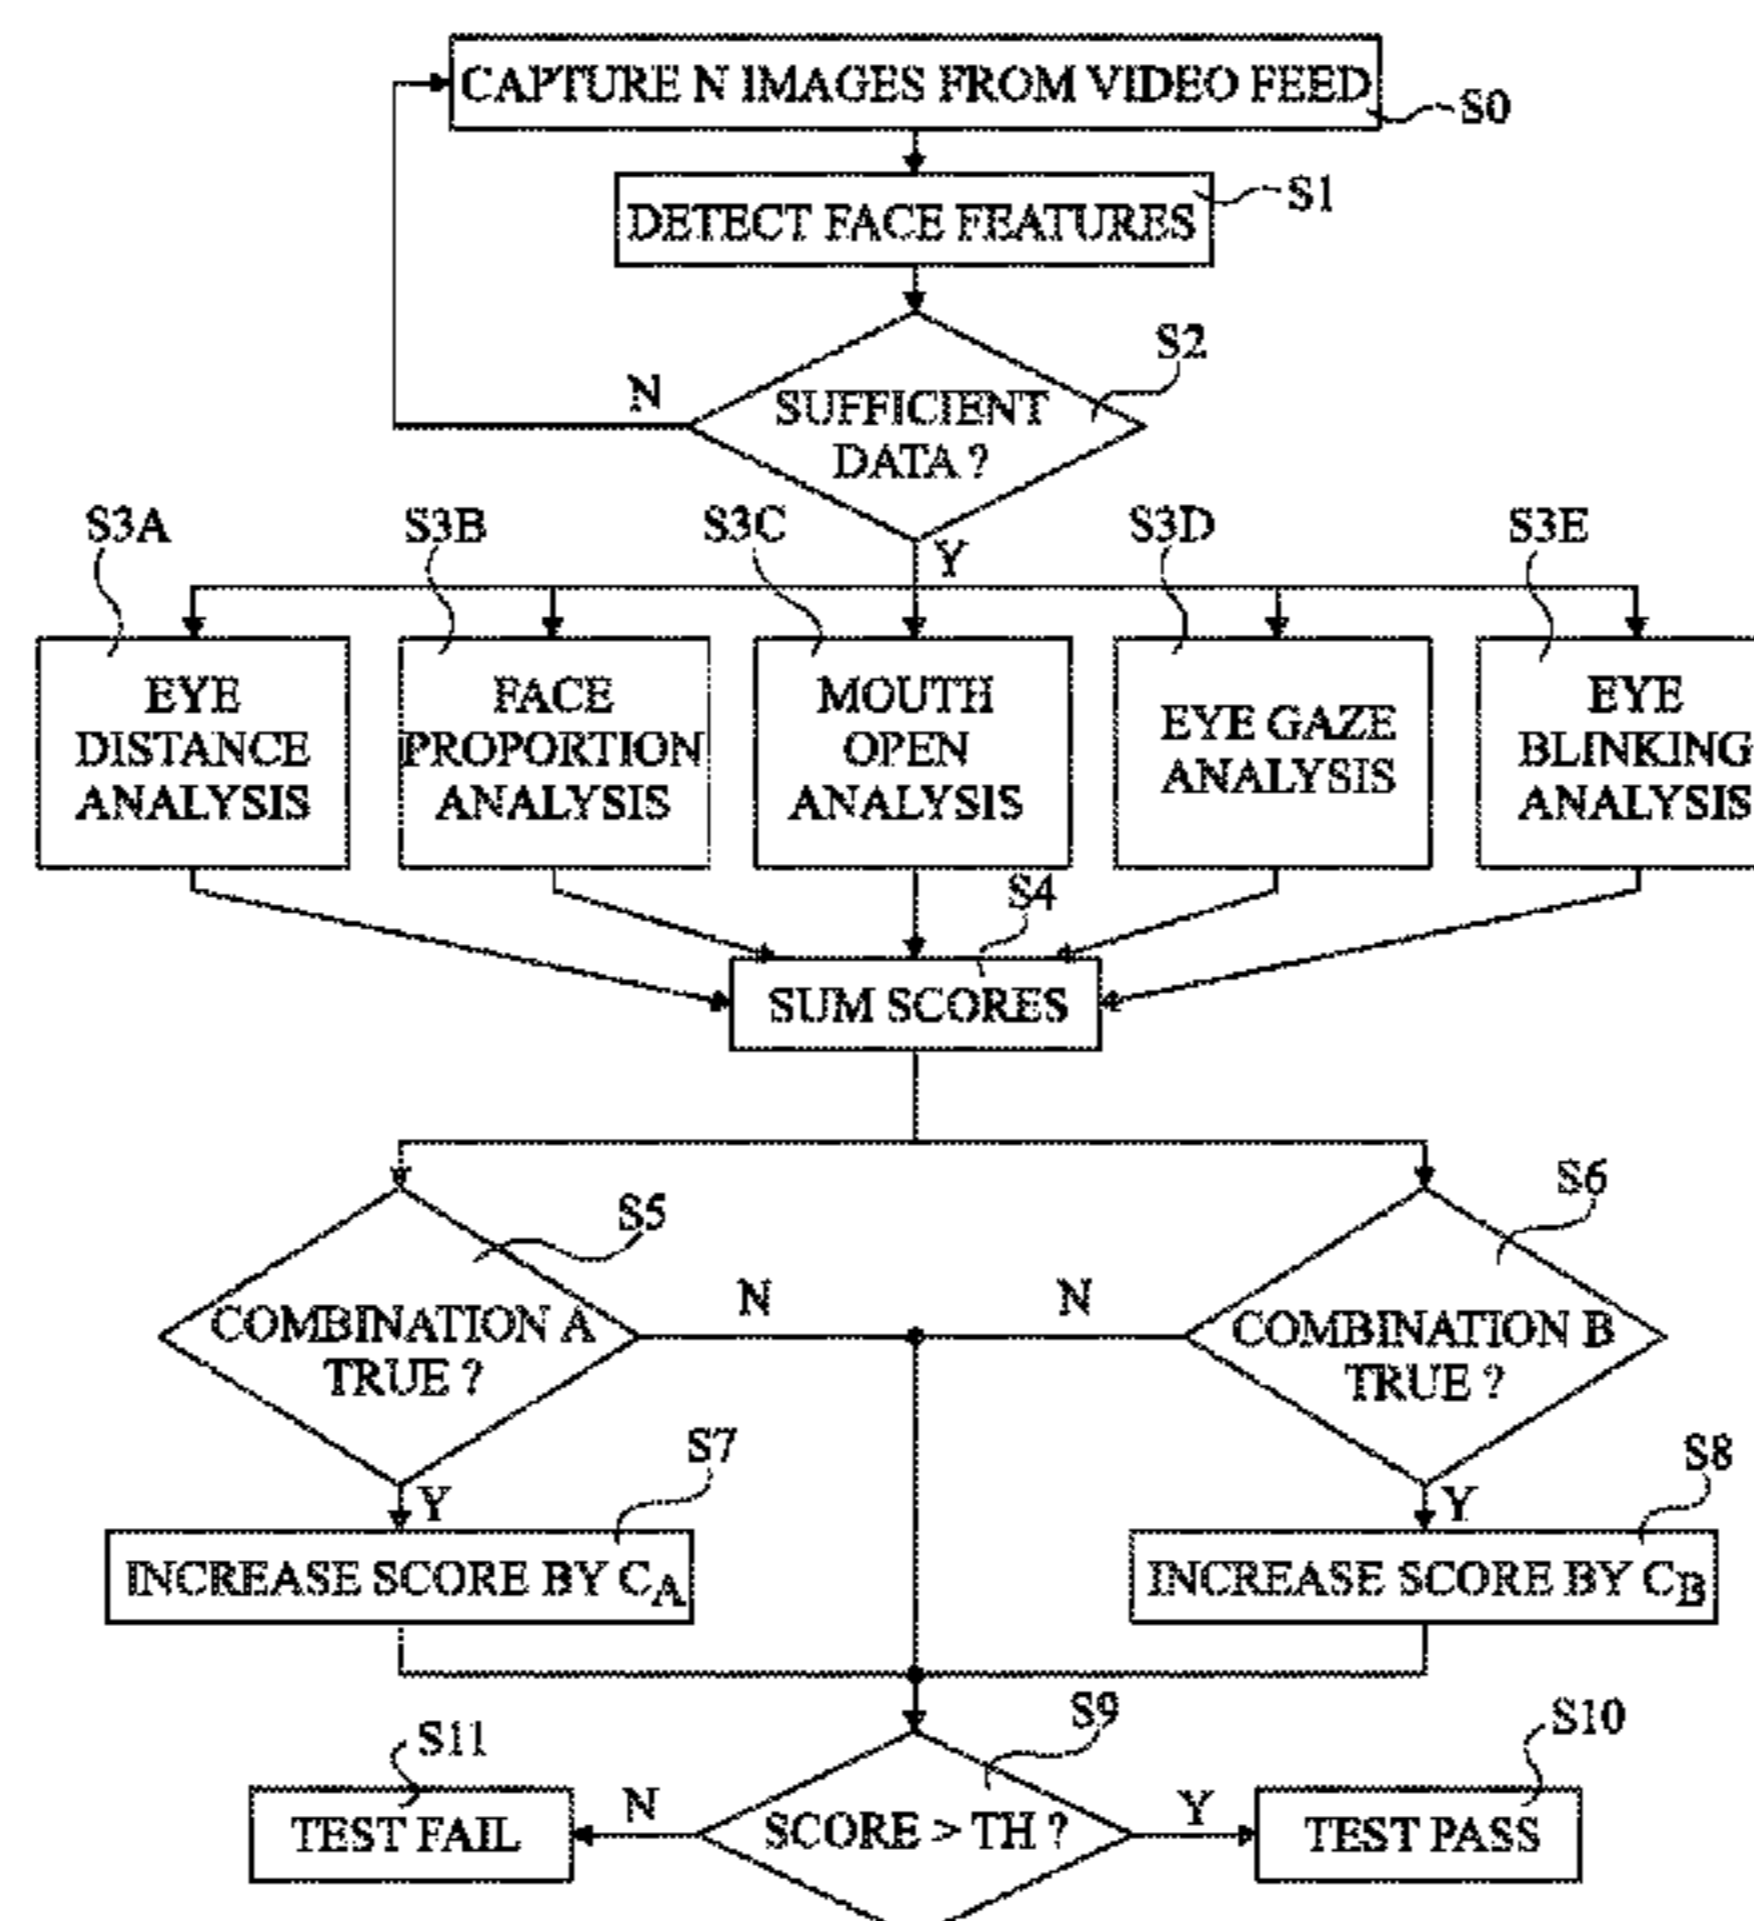 CAPTURE N IMAGES FROM VIDEO FEED
S0
DETECT FACE FEATURES
S1
S2
SUFFICIENT
DATA ?
N
Y
S3A
S3B
S3C
S3D
S3E
EYE
DISTANCE
ANALYSIS
FACE
PROPORTION
ANALYSIS
MOUTH
OPEN
ANALYSIS
EYE GAZE
ANALYSIS
EYE
BLINKING
ANALYSIS
S4
SUM SCORES
S5
COMBINATION A
TRUE ?
N
Y
S6
COMBINATION B
TRUE ?
N
Y
S7
INCREASE SCORE BY CA
S8
INCREASE SCORE BY CB
S9
SCORE > TH ?
N
Y
S11
TEST FAIL
S10
TEST PASS